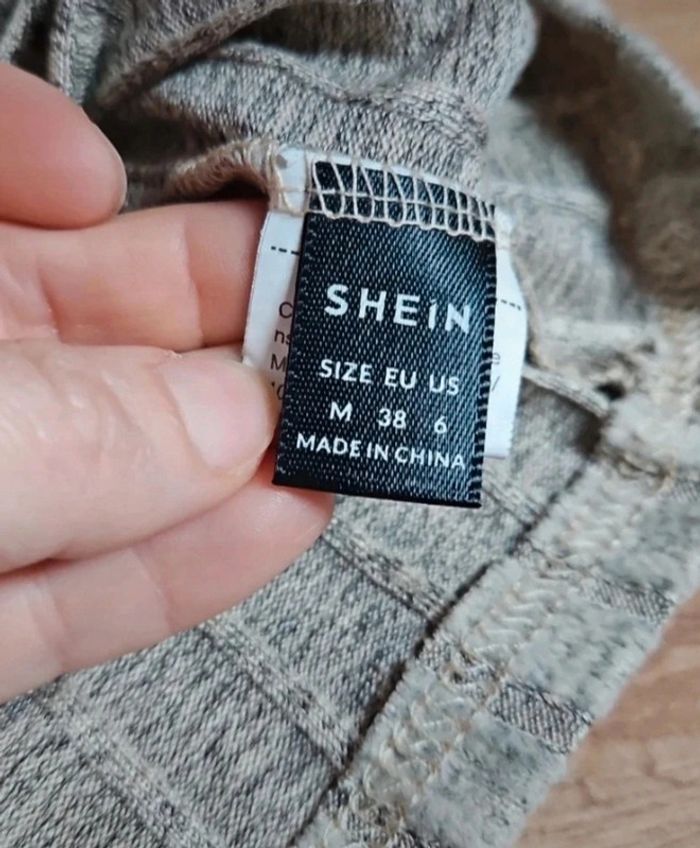 SHEIN
SIZE EU US
M 38 6
MADE IN CHINA